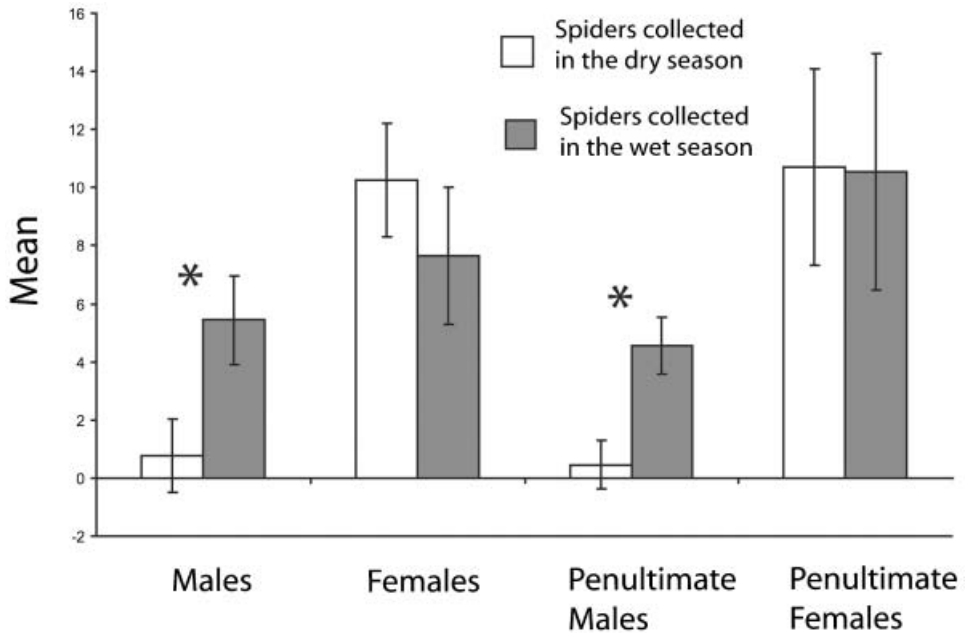 16
14
12
10
8
6
4
2
0
-2
Mean
Spiders collected
in the dry season
Spiders collected
in the wet season
*
*
Males
Females
Penultimate
Males
Penultimate
Females